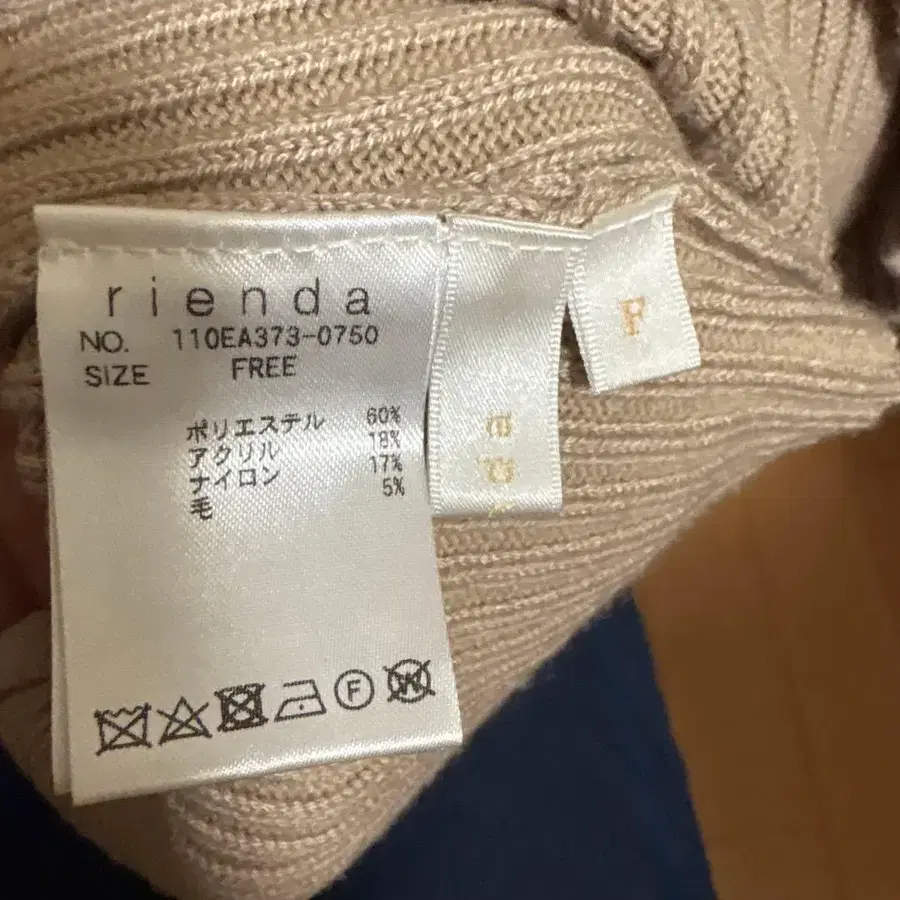 rienda
NO. 110EA373-0750
SIZE FREE
ポリエステル 60%
アクリル 18%
ナイロン 17%
毛 5%
F
F